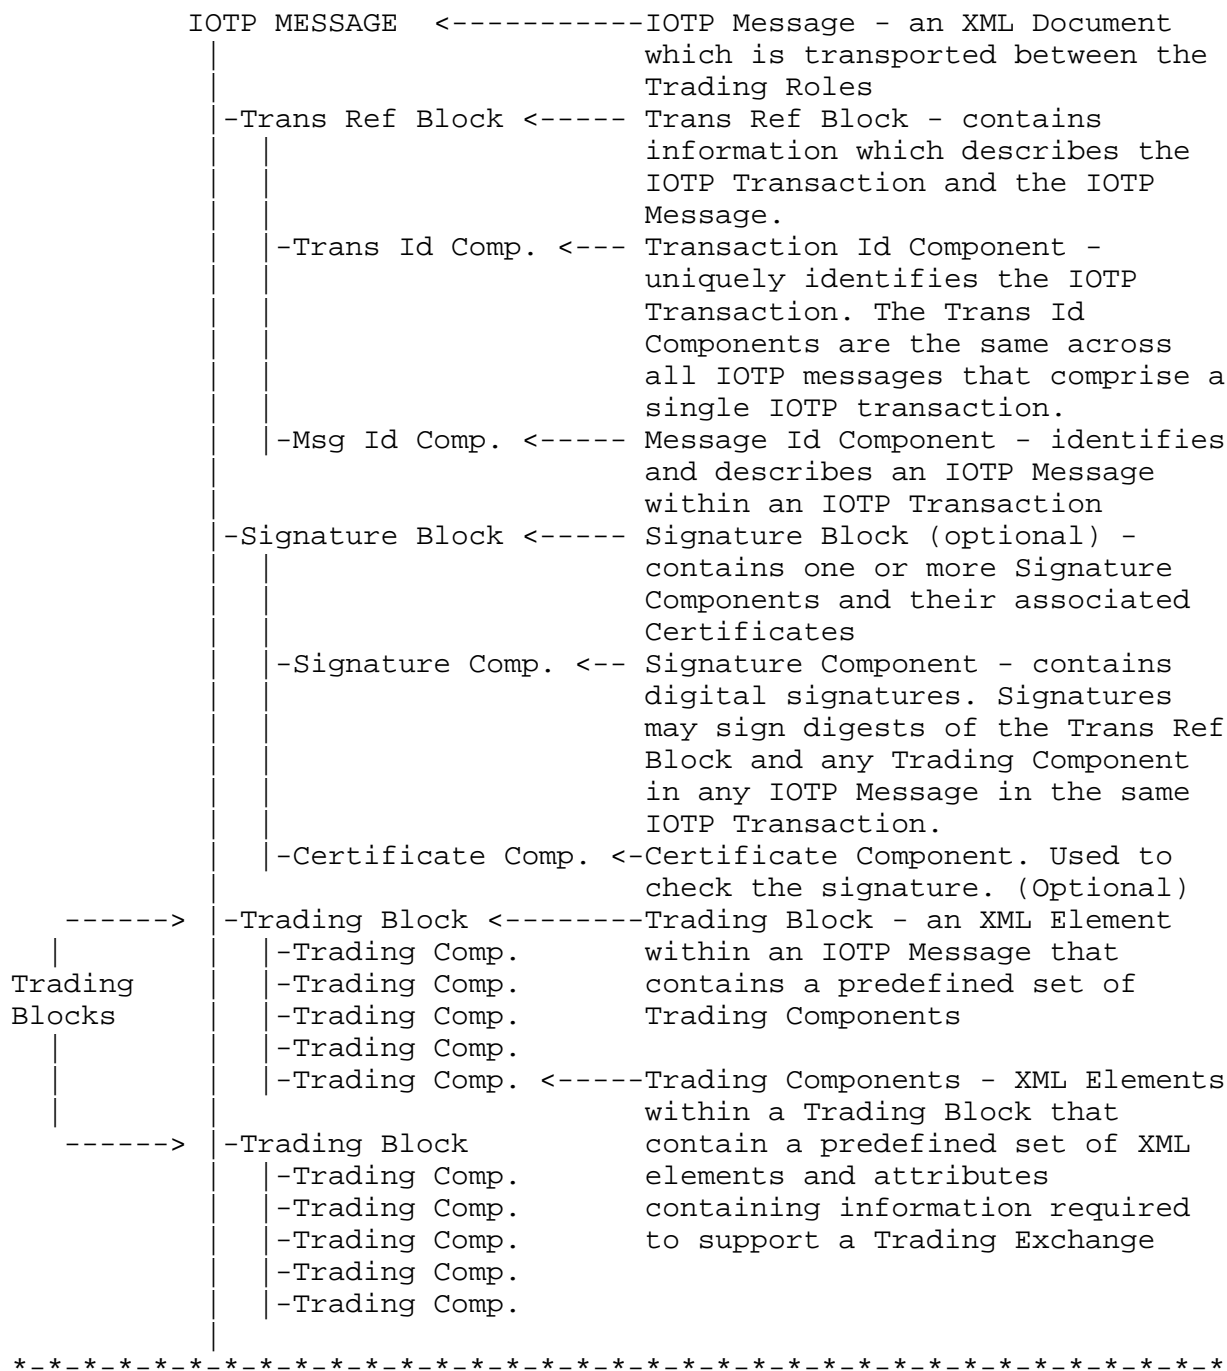 IOTP MESSAGE <-----------IOTP Message - an XML Document
| which is transported between the
| Trading Roles
|-Trans Ref Block <----- Trans Ref Block - contains
| | information which describes the
| | IOTP Transaction and the IOTP
| | Message.
| |-Trans Id Comp. <--- Transaction Id Component -
| | uniquely identifies the IOTP
| | Transaction. The Trans Id
| | Components are the same across
| | all IOTP messages that comprise a
| | single IOTP transaction.
| |-Msg Id Comp. <----- Message Id Component - identifies
| and describes an IOTP Message
| within an IOTP Transaction
|-Signature Block <----- Signature Block (optional) -
| | contains one or more Signature
| | Components and their associated
| | Certificates
| |-Signature Comp. <-- Signature Component - contains
| | digital signatures. Signatures
| | may sign digests of the Trans Ref
| | Block and any Trading Component
| | in any IOTP Message in the same
| | IOTP Transaction.
| |-Certificate Comp. <-Certificate Component. Used to
| check the signature. (Optional)
------> |-Trading Block <--------Trading Block - an XML Element
| | |-Trading Comp. within an IOTP Message that
Trading | |-Trading Comp. contains a predefined set of
Blocks | |-Trading Comp. Trading Components
| | |-Trading Comp.
| | |-Trading Comp. <-----Trading Components - XML Elements
| | within a Trading Block that
------> |-Trading Block contain a predefined set of XML
| |-Trading Comp. elements and attributes
| |-Trading Comp. containing information required
| |-Trading Comp. to support a Trading Exchange
| |-Trading Comp.
| |-Trading Comp.
|
*-*-*-*-*-*-*-*-*-*-*-*-*-*-*-*-*-*-*-*-*-*-*-*-*-*-*-*-*-*-*-*-*-*-*